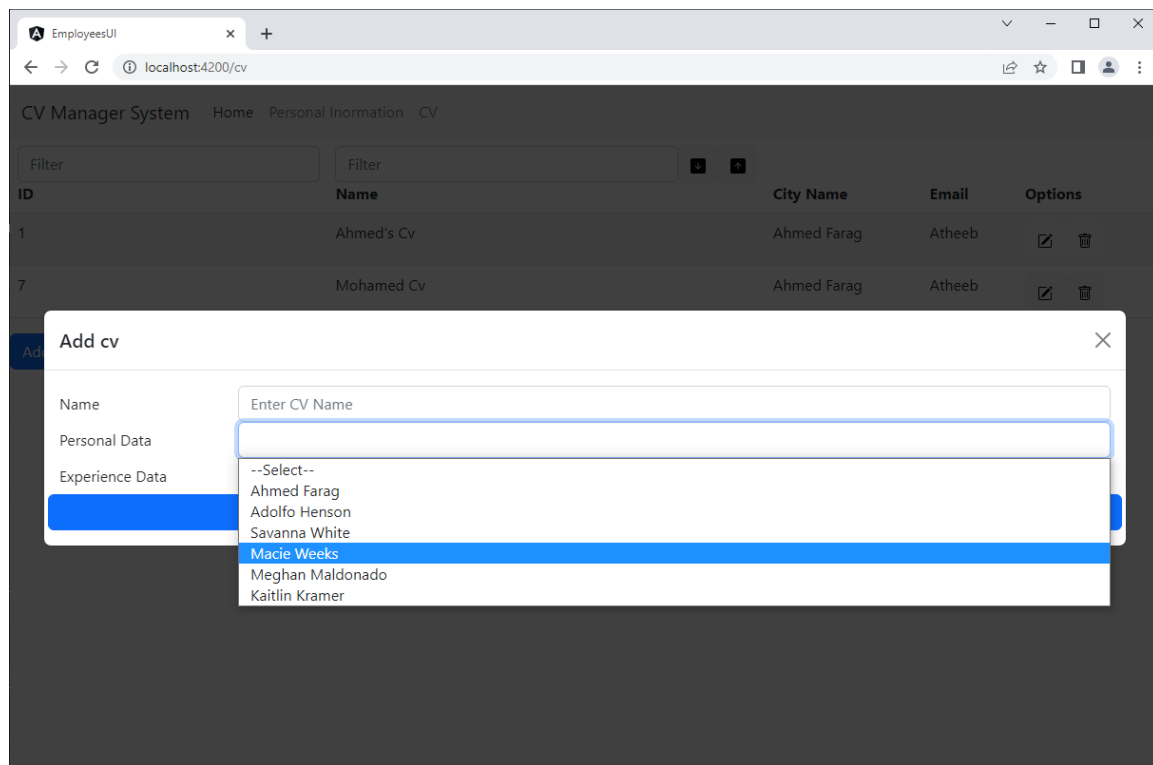 EmployeesUI
localhost:4200/cv
CV Manager System Home Personal Inormation CV
Filter Filter
ID Name City Name Email Options
1 Ahmed's Cv Ahmed Farag Atheeb
7 Mohamed Cv Ahmed Farag Atheeb
Add cv
Name Enter CV Name
Personal Data
Experience Data
--Select--
Ahmed Farag
Adolfo Henson
Savanna White
Macie Weeks
Meghan Maldonado
Kaitlin Kramer